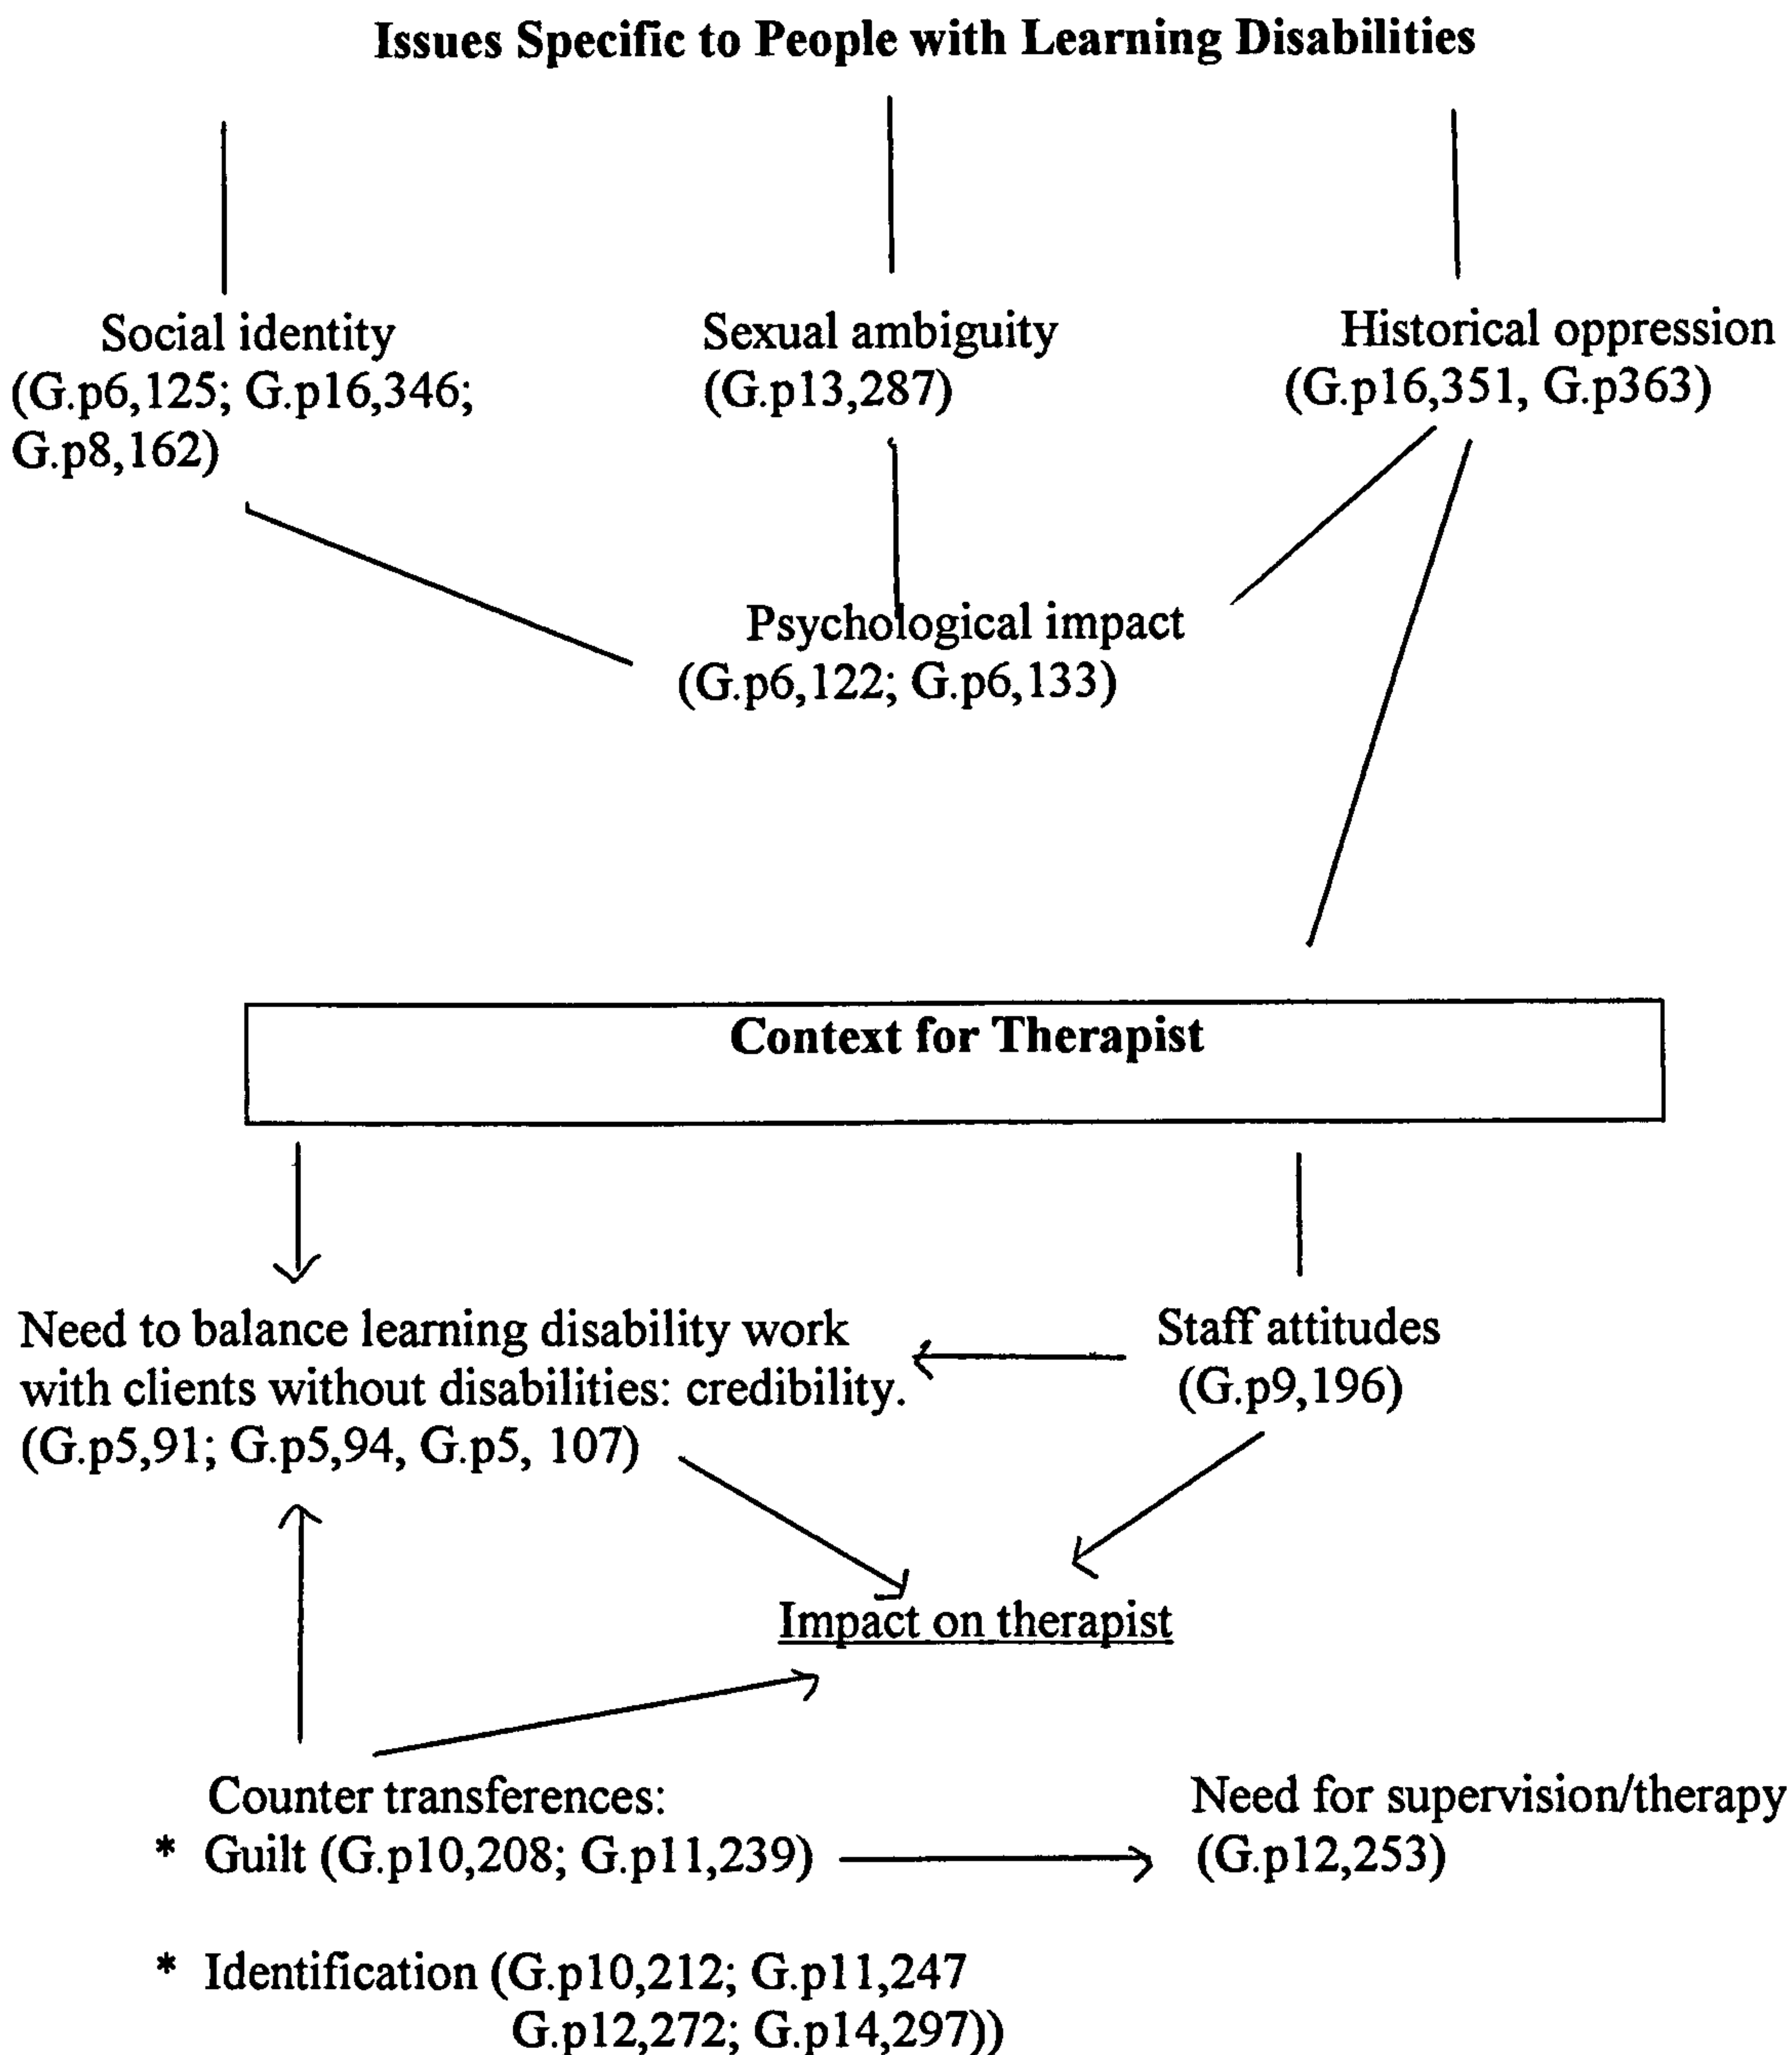 Issues Specific to People with Learning Disabilities
Social identity
(G.p6,125; G.p16,346;
G.p8,162)
Sexual ambiguity
(G.p13,287)
Historical oppression
(G.p16,351, G.p363)
Psychological impact
(G.p6,122; G.p6,133)
Context for Therapist
Need to balance learning disability work
with clients without disabilities: credibility.
(G.p5,91; G.p5,94, G.p5, 107)
Staff attitudes
(G.p9,196)
Impact on therapist
Counter transferences:
* Guilt (G.p10,208; G.p11,239)
Need for supervision/therapy
(G.p12,253)
* Identification (G.p10,212; G.p11,247
G.p12,272; G.p14,297))